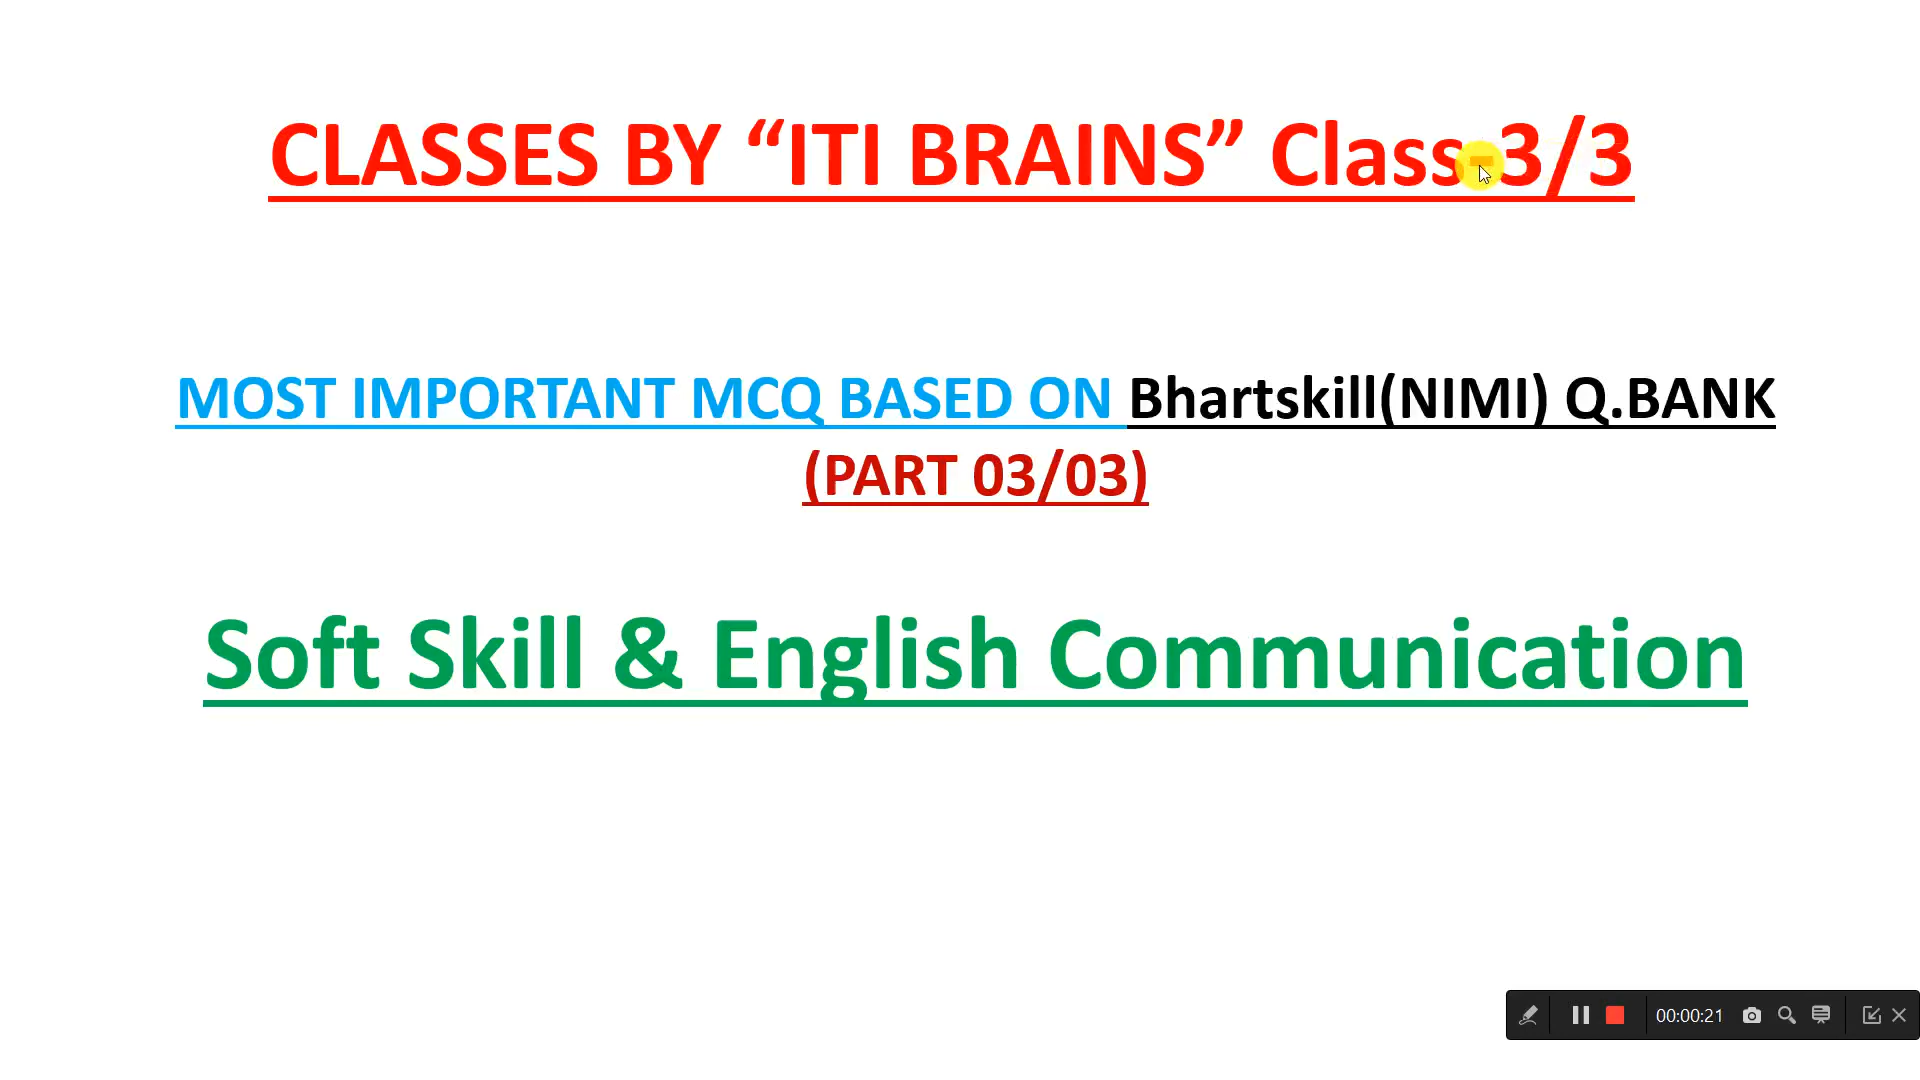 CLASSES BY “ITI BRAINS” Class-3/3
MOST IMPORTANT MCQ BASED ON Bhartskill(NIMI) Q.BANK
(PART 03/03)
Soft Skill & English Communication
00:00:21